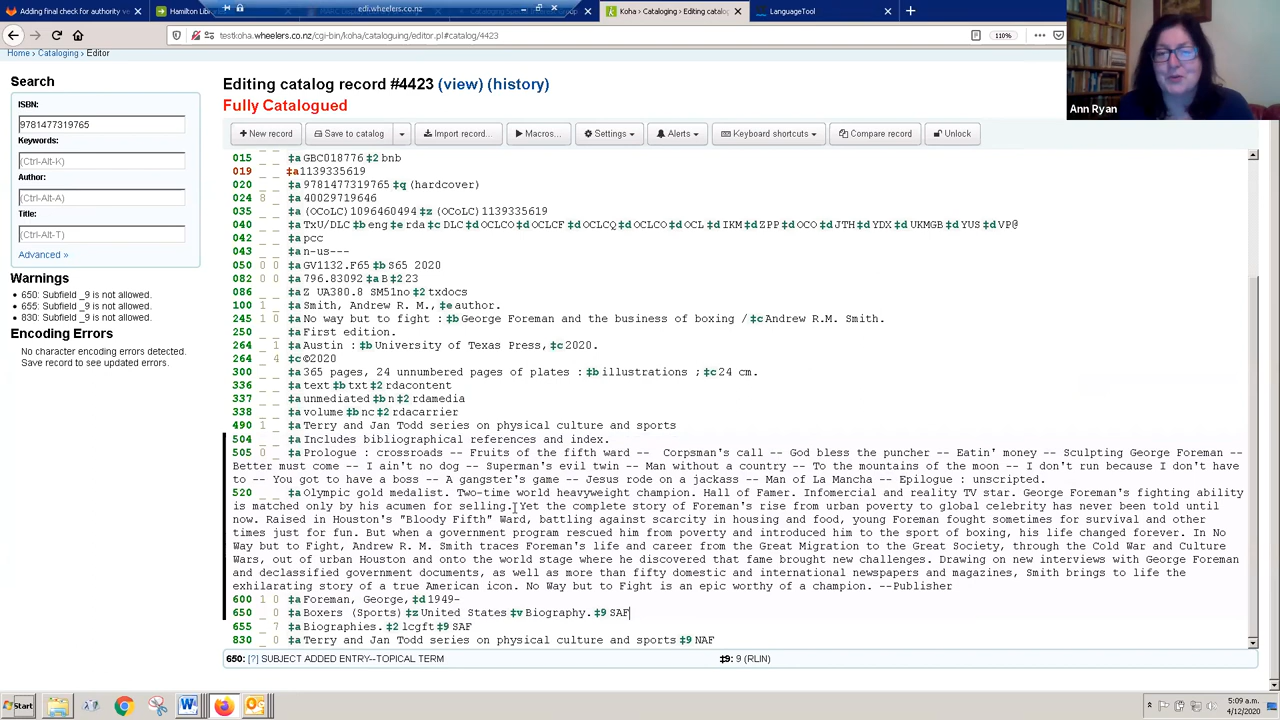 Adding final check for authority ve
Hamilton Lib
edi.wheelers.co.nz
Koha › Cataloging › Editing catalog
LanguageTool
testkoha.wheelers.co.nz/cgi-bin/koha/cataloguing/editor.pl#catalog/4423
110%
Home › Cataloging › Editor
Search
ISBN:
9781477319765
Keywords:
(Ctrl-Alt-K)
Author:
(Ctrl-Alt-A)
Title:
(Ctrl-Alt-T)
Advanced »
Warnings
650: Subfield _9 is not allowed.
655: Subfield _9 is not allowed.
830: Subfield _9 is not allowed.
Encoding Errors
No character encoding errors detected.
Save record to see updated errors.
Editing catalog record #4423 (view) (history)
Fully Catalogued
New record
Save to catalog
Import record...
Macros...
Settings
Alerts
Keyboard shortcuts
Compare record
Unlock
015 _ _ ‡a GBC018776 ‡2 bnb
019 ‡a1139335619
020 _ _ ‡a 9781477319765 ‡q (hardcover)
024 8 _ ‡a 40029719646
035 _ _ ‡a (OCoLC)1096460494 ‡z (OCoLC)1139335619
040 _ _ ‡a TxU/DLC ‡b eng ‡e rda ‡c DLC ‡d OCLCO ‡d OCLCF ‡d OCLCQ ‡d OCLCO ‡d OCL ‡d IKM ‡d ZPP ‡d OCO ‡d JTH ‡d YDX ‡d UKMGB ‡d YUS ‡d VP@
042 _ _ ‡a pcc
043 _ _ ‡a n-us---
050 0 0 ‡a GV1132.F65 ‡b S65 2020
082 0 0 ‡a 796.83092 ‡a B ‡2 23
086 _ _ ‡a Z UA380.8 SM51no ‡2 txdocs
100 1 _ ‡a Smith, Andrew R. M., ‡e author.
245 1 0 ‡a No way but to fight : ‡b George Foreman and the business of boxing / ‡c Andrew R.M. Smith.
250 _ _ ‡a First edition.
264 _ 1 ‡a Austin : ‡b University of Texas Press, ‡c 2020.
264 _ 4 ‡c ©2020
300 _ _ ‡a 365 pages, 24 unnumbered pages of plates : ‡b illustrations ; ‡c 24 cm.
336 _ _ ‡a text ‡b txt ‡2 rdacontent
337 _ _ ‡a unmediated ‡b n ‡2 rdamedia
338 _ _ ‡a volume ‡b nc ‡2 rdacarrier
490 1 _ ‡a Terry and Jan Todd series on physical culture and sports
504 _ _ ‡a Includes bibliographical references and index.
505 0 _ ‡a Prologue : crossroads -- Fruits of the fifth ward -- Corpsman's call -- God bless the puncher -- Eatin' money -- Sculpting George Foreman --
Better must come -- I ain't no dog -- Superman's evil twin -- Man without a country -- To the mountains of the moon -- I don't run because I don't have
to -- You got to have a boss -- A gangster's game -- Jesus rode on a jackass -- Man of La Mancha -- Epilogue : unscripted.
520 _ _ ‡a Olympic gold medalist. Two-time world heavyweight champion. Hall of Famer. Infomercial and reality TV star. George Foreman's fighting ability
is matched only by his acumen for selling. Yet the complete story of Foreman's rise from urban poverty to global celebrity has never been told until
now. Raised in Houston's "Bloody Fifth" Ward, battling against scarcity in housing and food, young Foreman fought sometimes for survival and other
times just for fun. But when a government program rescued him from poverty and introduced him to the sport of boxing, his life changed forever. In No
Way but to Fight, Andrew R. M. Smith traces Foreman's life and career from the Great Migration to the Great Society, through the Cold War and Culture
Wars, out of urban Houston and onto the world stage where he discovered that fame brought new challenges. Drawing on new interviews with George Foreman
and declassified government documents, as well as more than fifty domestic and international newspapers and magazines, Smith brings to life the
exhilarating story of a true American icon. No Way but to Fight is an epic worthy of a champion. --Publisher
600 1 0 ‡a Foreman, George, ‡d 1949-
650 _ 0 ‡a Boxers (Sports) ‡z United States ‡v Biography. ‡9 SAF
655 _ 7 ‡a Biographies. ‡2 lcgft ‡9 SAF
830 _ 0 ‡a Terry and Jan Todd series on physical culture and sports ‡9 NAF
650: [?] SUBJECT ADDED ENTRY--TOPICAL TERM
‡9: 9 (RLIN)
Ann Ryan
Start
5:09 a.m.
4/12/2020